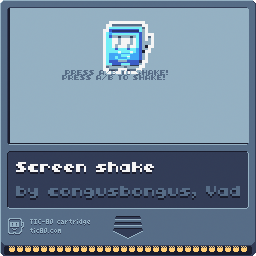 PRESS A/B TO SHAKE!
PRESS A/B TO SHAKE!
Screen shake
by congusbongus, Vad
TIC-80 cartridge
tic80.com